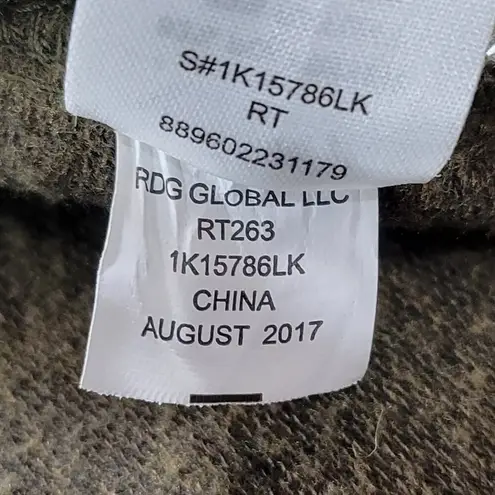 S#1K15786LK
RT
889602231179
RDG GLOBAL LLC
RT263
1K15786LK
CHINA
AUGUST 2017